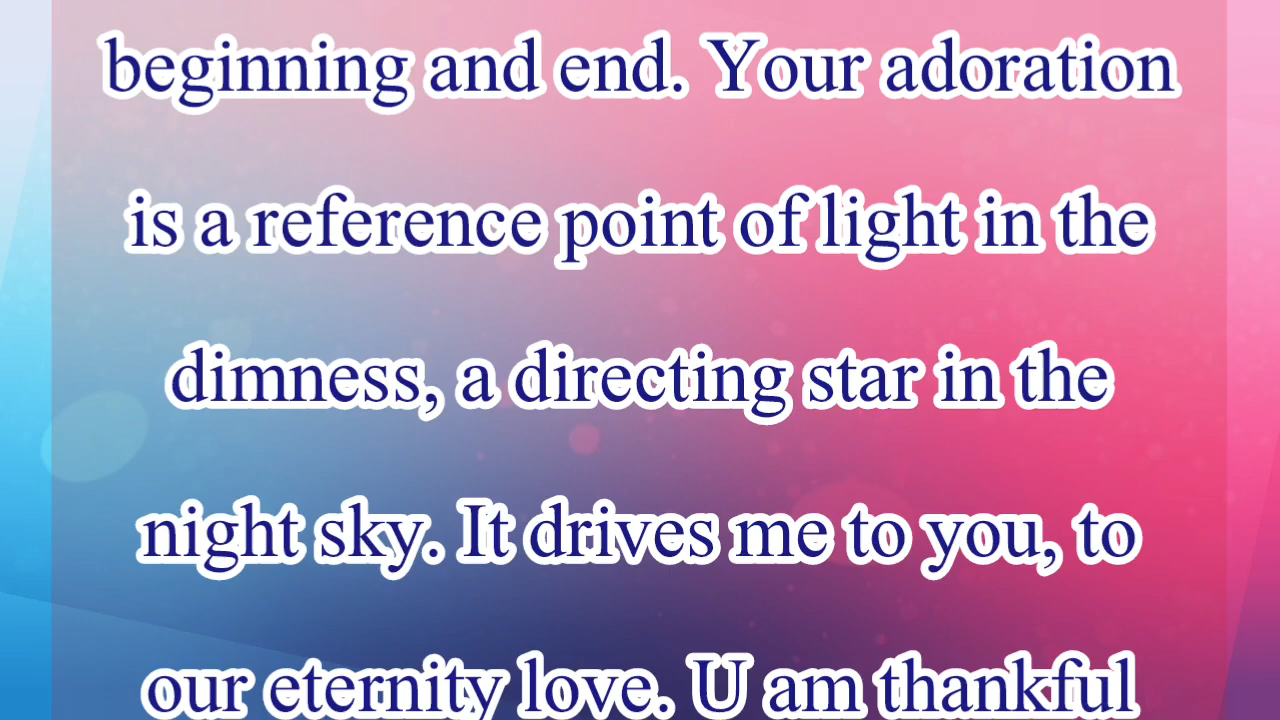 beginning and end. Your adoration
is a reference point of light in the
dimness, a directing star in the
night sky. It drives me to you, to
our eternity love. U am thankful